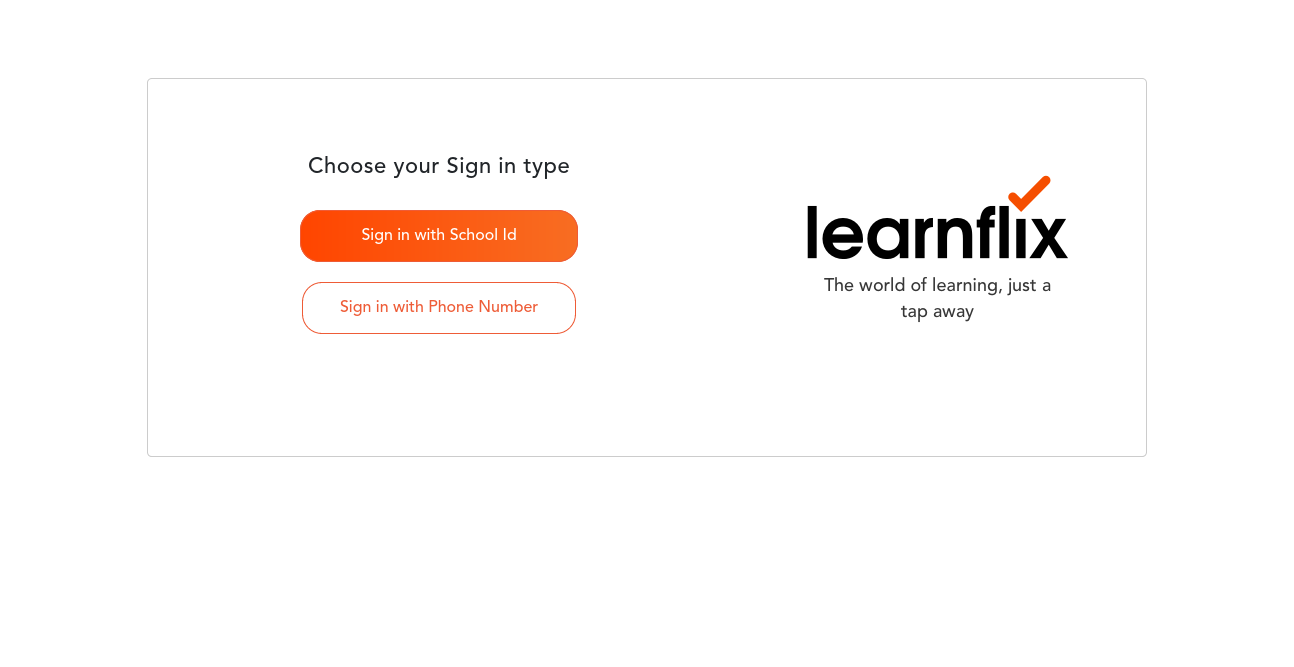 Choose your Sign in type
Sign in with School Id
Sign in with Phone Number
learnflix
The world of learning, just a
tap away